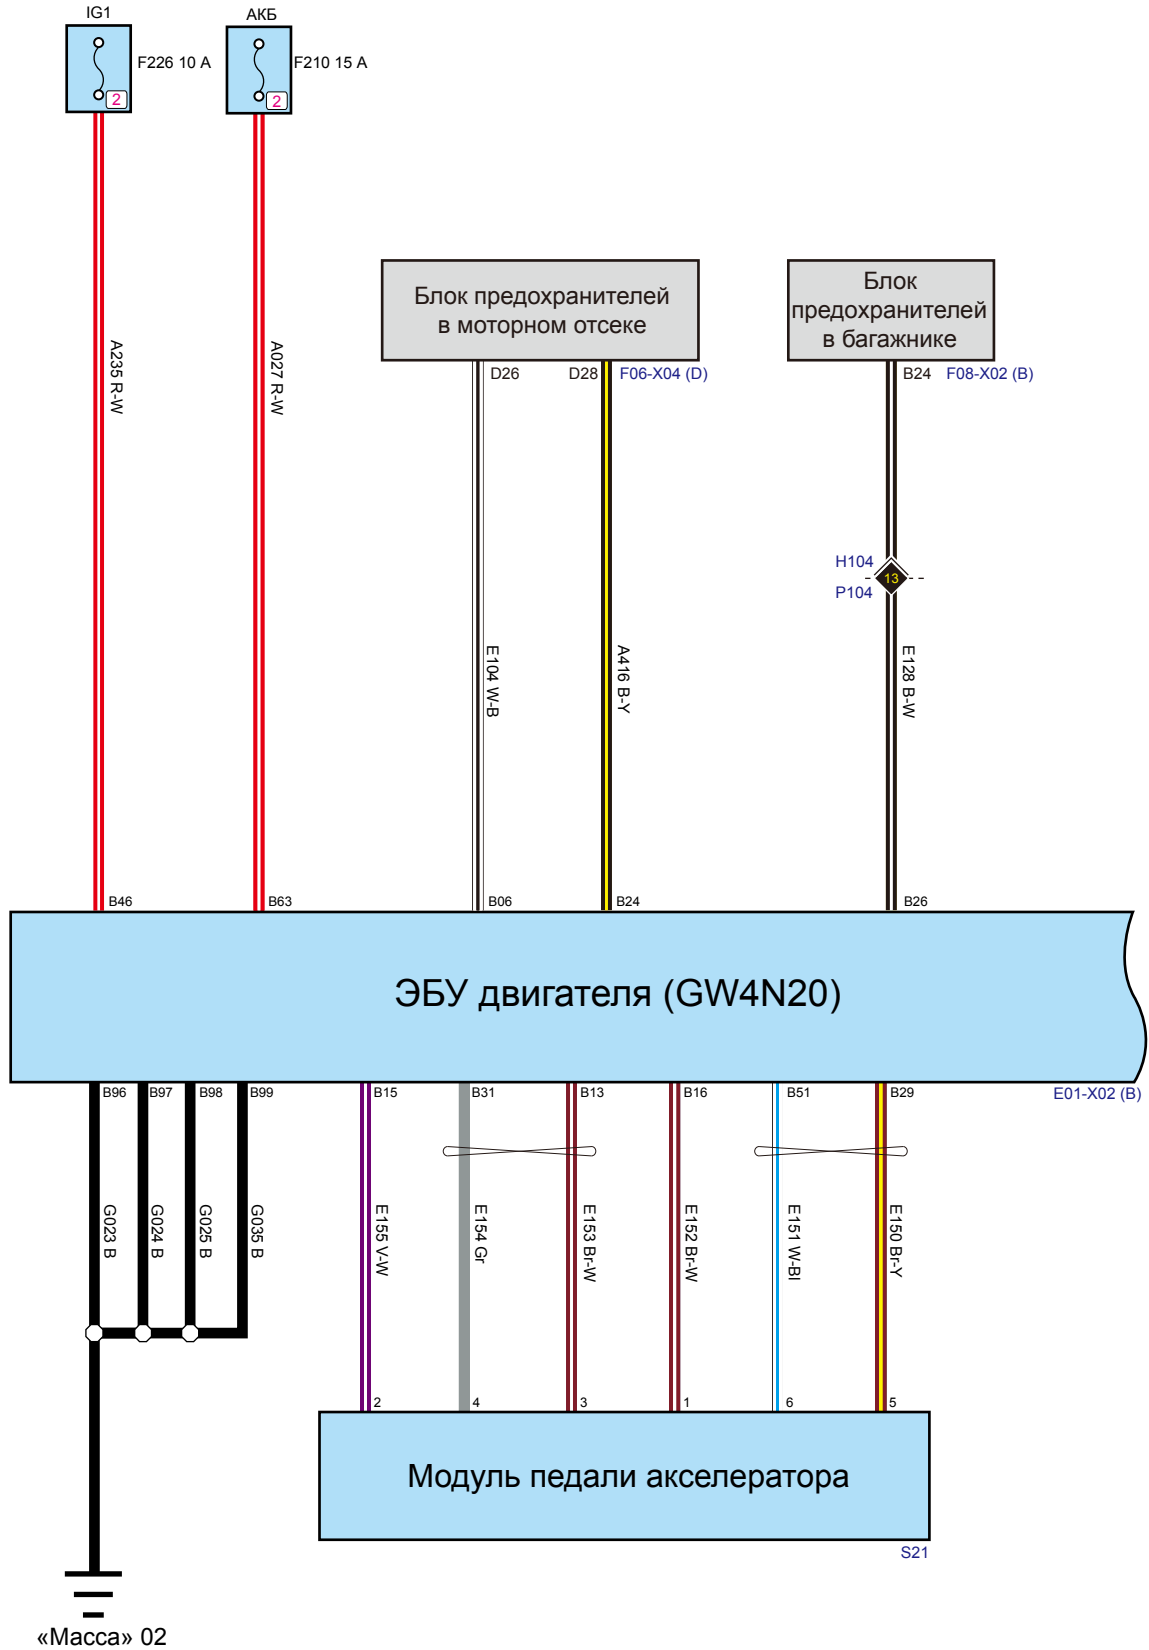 IG1
АКБ
F226 10 A
F210 15 A
2
2
A235 R-W
A027 R-W
Блок предохранителей
в моторном отсеке
Блок
предохранителей
в багажнике
D26
D28
F06-X04 (D)
B24
F08-X02 (B)
H104
13
P104
E104 W-B
A416 B-Y
E128 B-W
B46
B63
B06
B24
B26
ЭБУ двигателя (GW4N20)
B96
B97
B98
B99
B15
B31
B13
B16
B51
B29
E01-X02 (B)
G023 B
G024 B
G025 B
G035 B
E155 V-W
E154 Gr
E153 Br-W
E152 Br-W
E151 W-Bl
E150 Br-Y
2
4
3
1
6
5
Модуль педали акселератора
S21
«Масса» 02